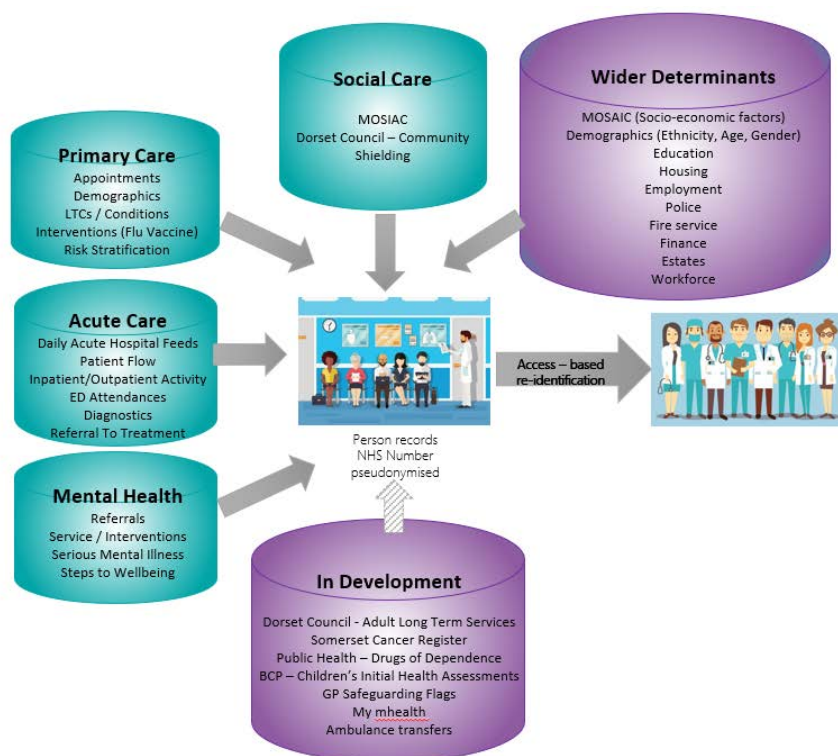 Social Care
MOSIAC
Dorset Council – Community
Shielding
Wider Determinants
MOSAIC (Socio-economic factors)
Demographics (Ethnicity, Age, Gender)
Education
Housing
Employment
Police
Fire service
Finance
Estates
Workforce
Primary Care
Appointments
Demographics
LTCs / Conditions
Interventions (Flu Vaccine)
Risk Stratification
Acute Care
Daily Acute Hospital Feeds
Patient Flow
Inpatient/Outpatient Activity
ED Attendances
Diagnostics
Referral To Treatment
Access – based
re-identification
Person records
NHS Number
pseudonymised
Mental Health
Referrals
Service / Interventions
Serious Mental Illness
Steps to Wellbeing
In Development
Dorset Council - Adult Long Term Services
Somerset Cancer Register
Public Health – Drugs of Dependence
BCP – Children's Initial Health Assessments
GP Safeguarding Flags
My mhealth
Ambulance transfers